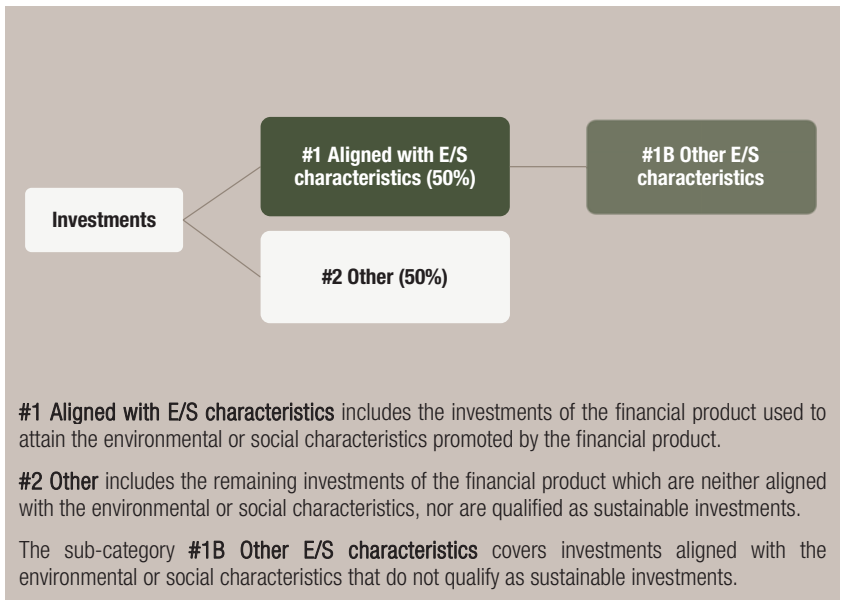 #1 Aligned with E/S
characteristics (50%)
#1B Other E/S
characteristics
Investments
#2 Other (50%)
#1 Aligned with E/S characteristics includes the investments of the financial product used to
attain the environmental or social characteristics promoted by the financial product.
#2 Other includes the remaining investments of the financial product which are neither aligned
with the environmental or social characteristics, nor are qualified as sustainable investments.
The sub-category #1B Other E/S characteristics covers investments aligned with the
environmental or social characteristics that do not qualify as sustainable investments.